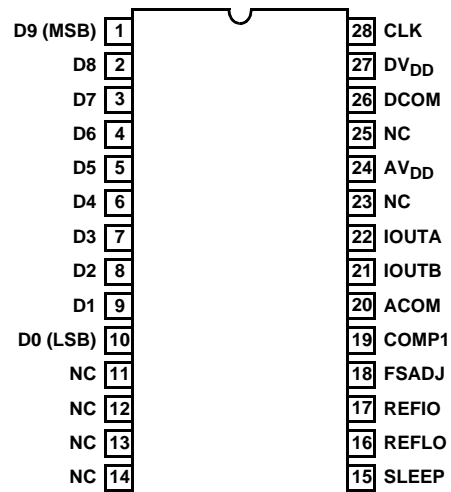 D9 (MSB) 1 28 CLK
D8 2 27 DVDD
D7 3 26 DCOM
D6 4 25 NC
D5 5 24 AVDD
D4 6 23 NC
D3 7 22 IOUTA
D2 8 21 IOUTB
D1 9 20 ACOM
D0 (LSB) 10 19 COMP1
NC 11 18 FSADJ
NC 12 17 REFIO
NC 13 16 REFLO
NC 14 15 SLEEP